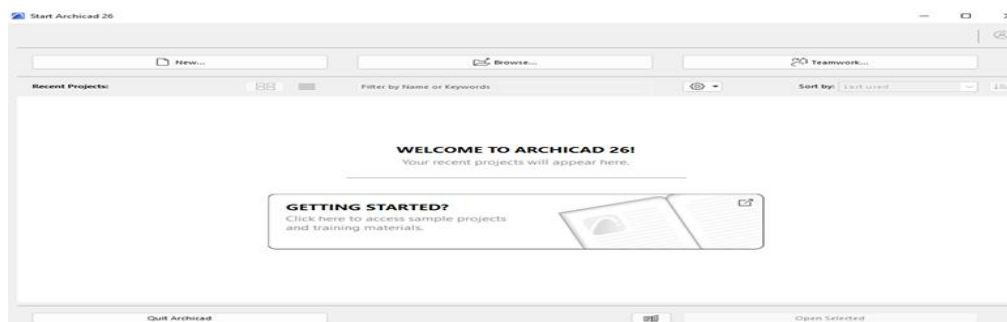 Start Archicad 26
New...
Browse...
Teamwork...
Recent Projects:
Filter by Name or Keywords
Sort by:
Last used
WELCOME TO ARCHICAD 26!
Your recent projects will appear here.
GETTING STARTED?
Click here to access sample projects
and training materials.
Quit Archicad
Open Selected